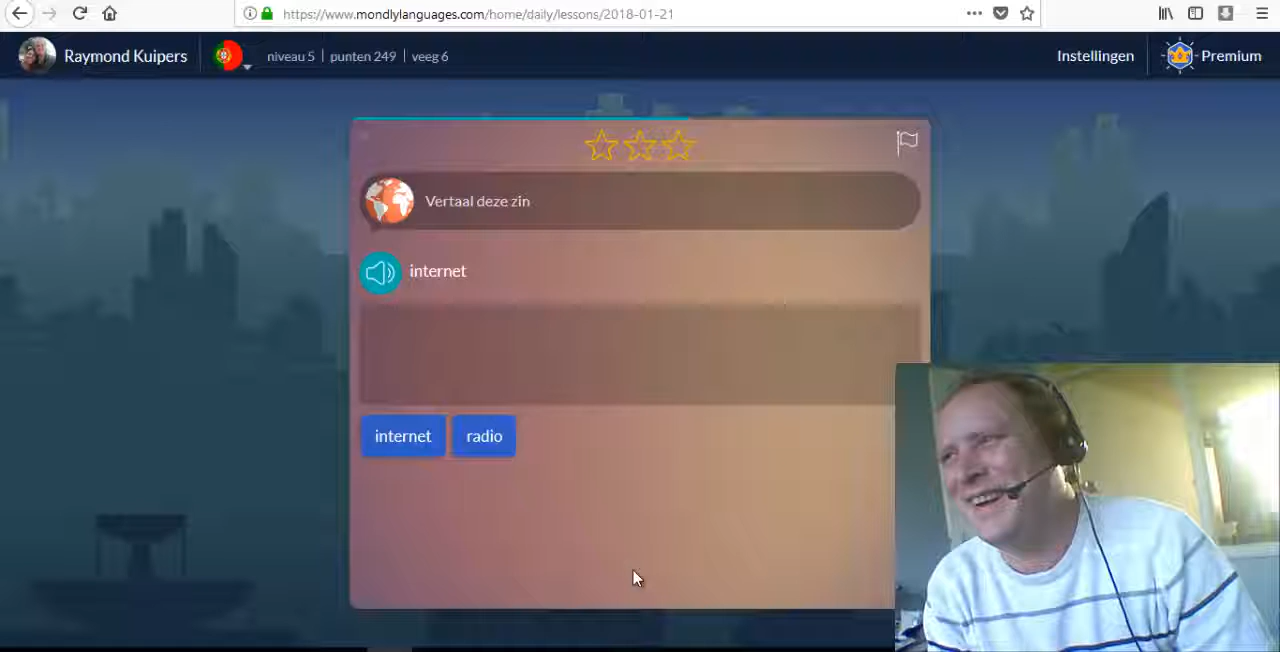 https://www.mondlylanguages.com/home/daily/lessons/2018-01-21
Raymond Kuipers
niveau 5 | punten 249 | veeg 6
Instellingen
Premium
Vertaal deze zin
internet
internet
radio